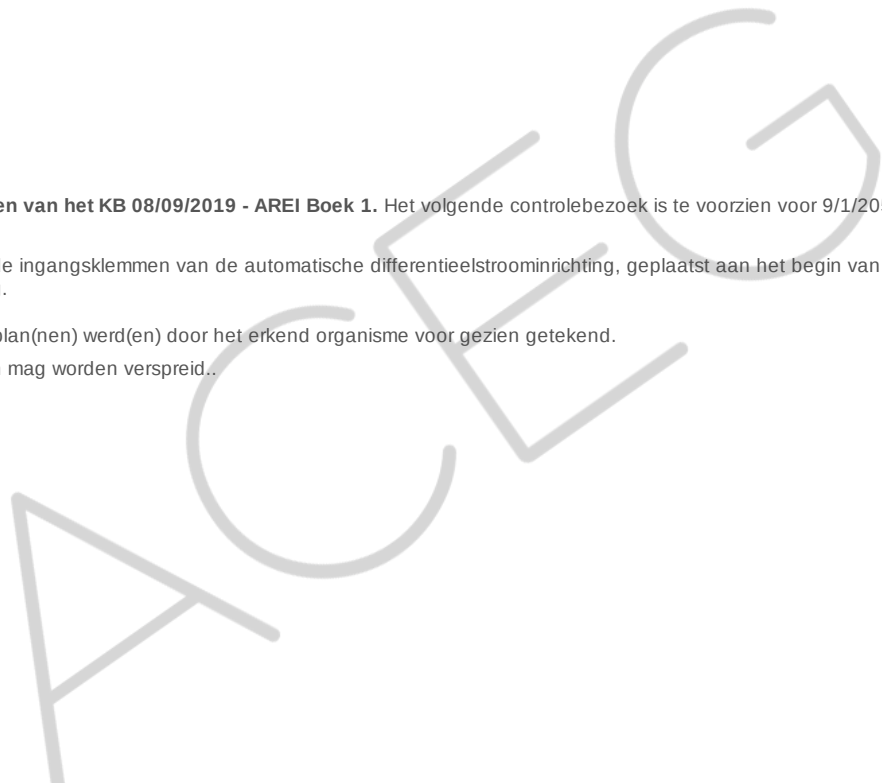 en van het KB 08/09/2019 - AREI Boek 1. Het volgende controlebezoek is te voorzien voor 9/1/20
de ingangsklemmen van de automatische differentieelstroominrichting, geplaatst aan het begin van
plan(nen) werd(en) door het erkend organisme voor gezien getekend.
mag worden verspreid..
ACEG